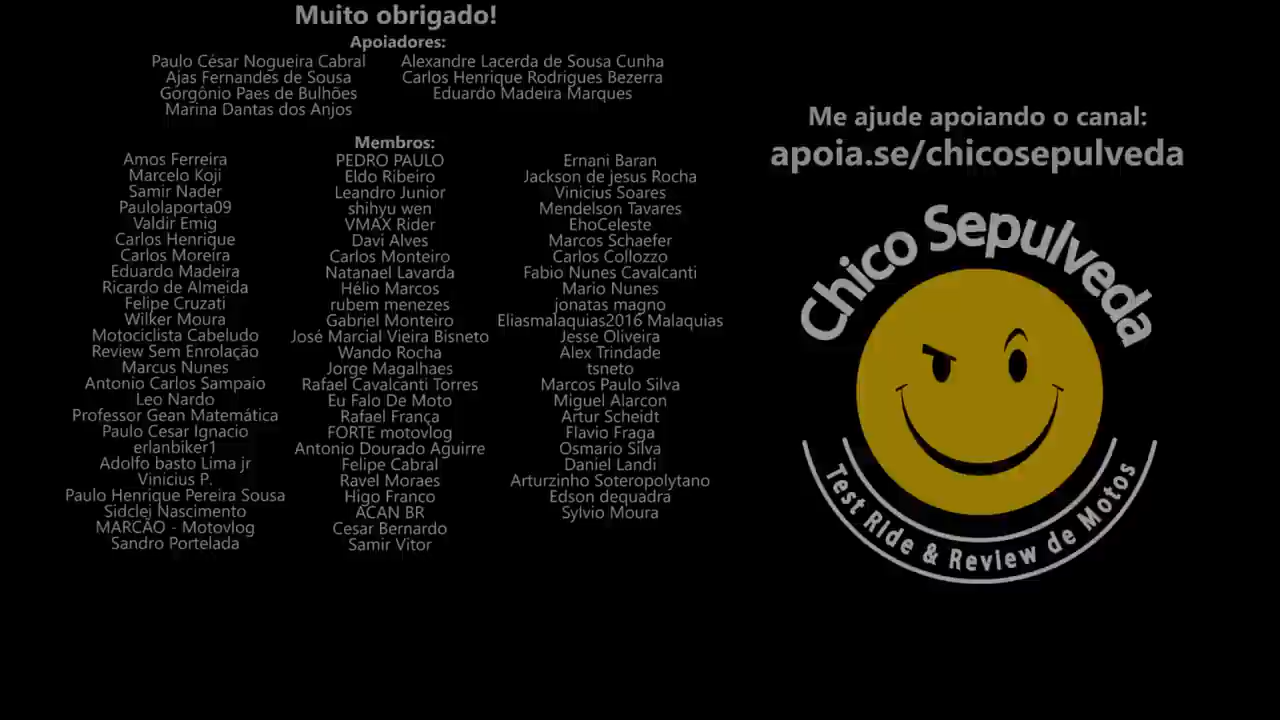 Muito obrigado!
Apoiadores:
Paulo César Nogueira Cabral
Ajas Fernandes de Sousa
Gorgônio Paes de Bulhões
Marina Dantas dos Anjos
Alexandre Lacerda de Sousa Cunha
Carlos Henrique Rodrigues Bezerra
Eduardo Madeira Marques
Membros:
Amos Ferreira
Marcelo Koji
Samir Nader
Paulolaporta09
Valdir Emig
Carlos Henrique
Carlos Moreira
Eduardo Madeira
Ricardo de Almeida
Felipe Cruzati
Wilker Moura
Motociclista Cabeludo
Review Sem Enrolação
Marcus Nunes
Antonio Carlos Sampaio
Leo Nardo
Professor Gean Matemática
Paulo Cesar Ignacio
erlanbiker1
Adolfo basto Lima jr
Vinicius P.
Paulo Henrique Pereira Sousa
Sidclei Nascimento
MARCÃO - Motovlog
Sandro Portelada
PEDRO PAULO
Eldo Ribeiro
Leandro Junior
shihyu wen
VMAX Rider
Davi Alves
Carlos Monteiro
Natanael Lavarda
Hélio Marcos
rubem menezes
Gabriel Monteiro
José Marcial Vieira Bisneto
Wando Rocha
Jorge Magalhaes
Rafael Cavalcanti Torres
Eu Falo De Moto
Rafael França
FORTE motovlog
Antonio Dourado Aguirre
Felipe Cabral
Ravel Moraes
Higo Franco
ACAN BR
Cesar Bernardo
Samir Vitor
Ernani Baran
Jackson de jesus Rocha
Vinicius Soares
Mendelson Tavares
EhoCeleste
Marcos Schaefer
Carlos Collozzo
Fabio Nunes Cavalcanti
Mario Nunes
jonatas magno
Eliasmalaquias2016 Malaquias
Jesse Oliveira
Alex Trindade
tsneto
Marcos Paulo Silva
Miguel Alarcon
Artur Scheidt
Flavio Fraga
Osmario Silva
Daniel Landi
Arturzinho Soteropolytano
Edson dequadra
Sylvio Moura
Me ajude apoiando o canal:
apoia.se/chicosepulveda
Chico Sepulveda
Test Ride & Review de Motos